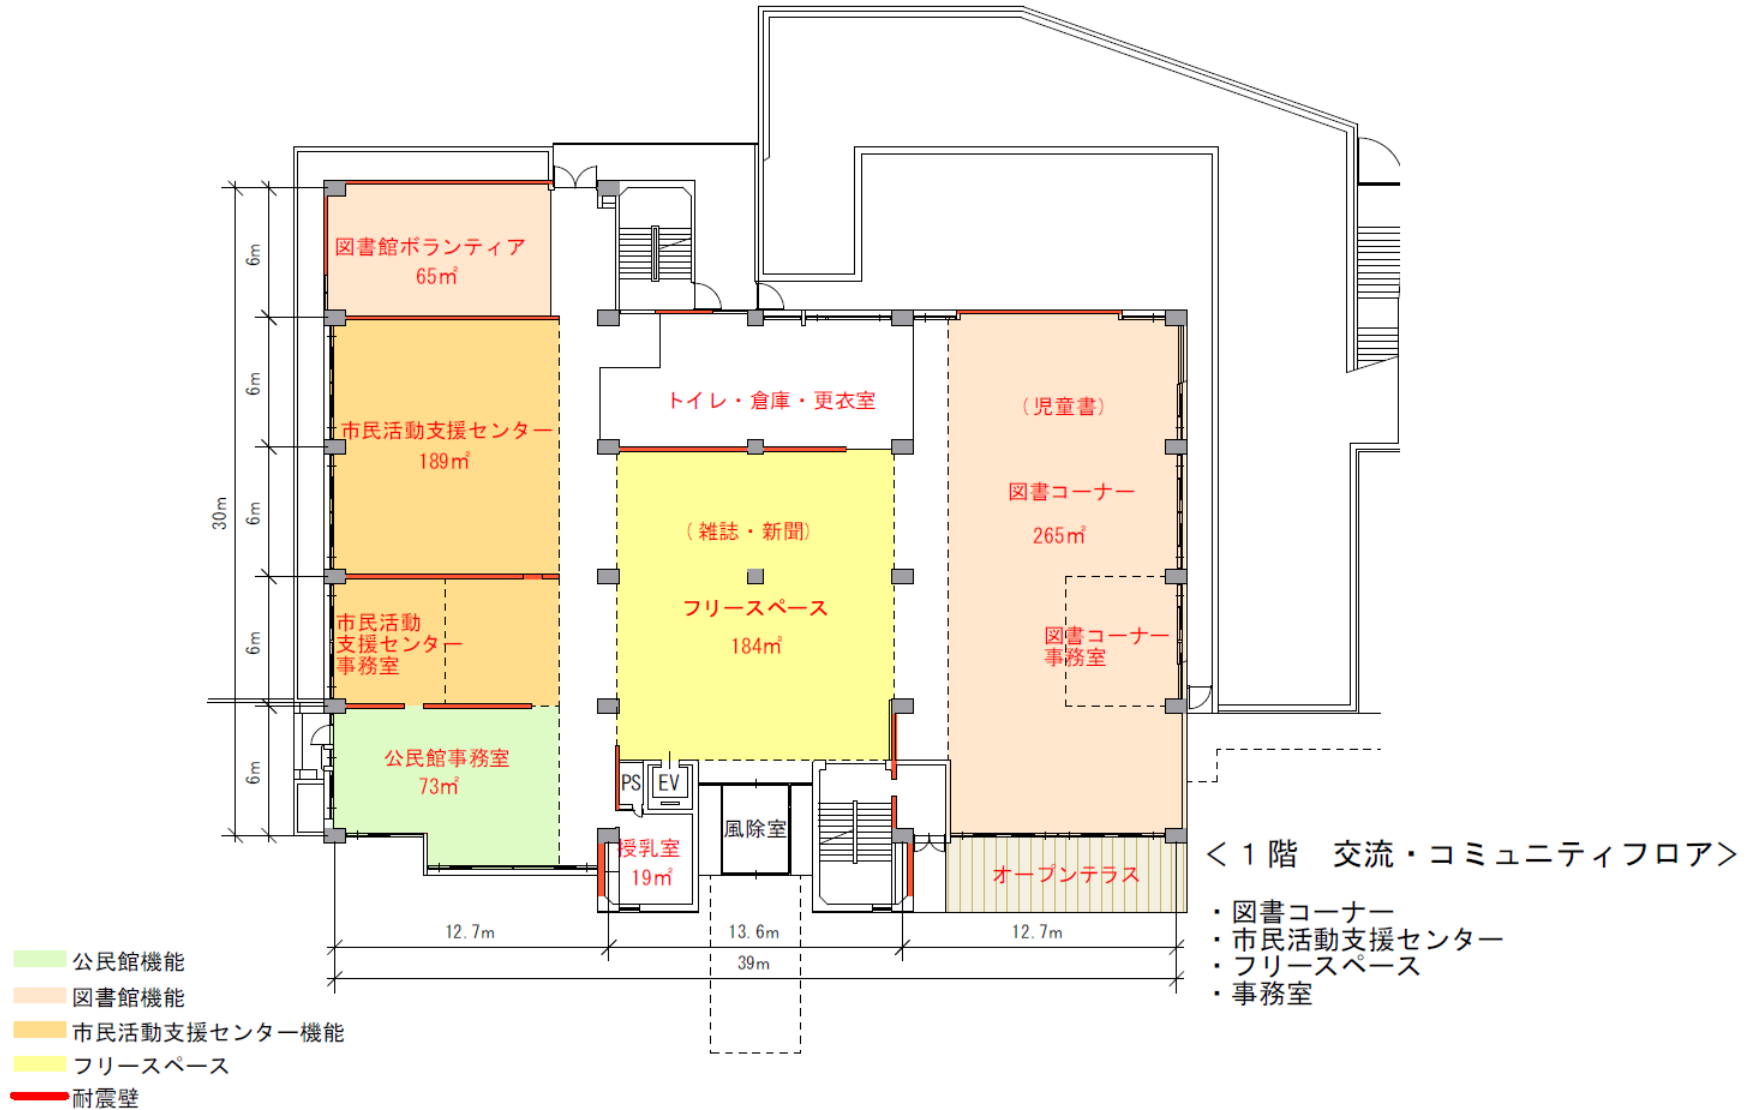 図書館ボランティア
65㎡
市民活動支援センター
189㎡
市民活動
支援センター
事務室
公民館事務室
73㎡
トイレ・倉庫・更衣室
(雑誌・新聞)
フリースペース
184㎡
(児童書)
図書コーナー
265㎡
図書コーナー
事務室
PS
EV
風除室
授乳室
19㎡
オープンテラス
6m
6m
6m
6m
6m
30m
12.7m
13.6m
12.7m
39m
<1階 交流・コミュニティフロア>
・図書コーナー
・市民活動支援センター
・フリースペース
・事務室
公民館機能
図書館機能
市民活動支援センター機能
フリースペース
耐震壁